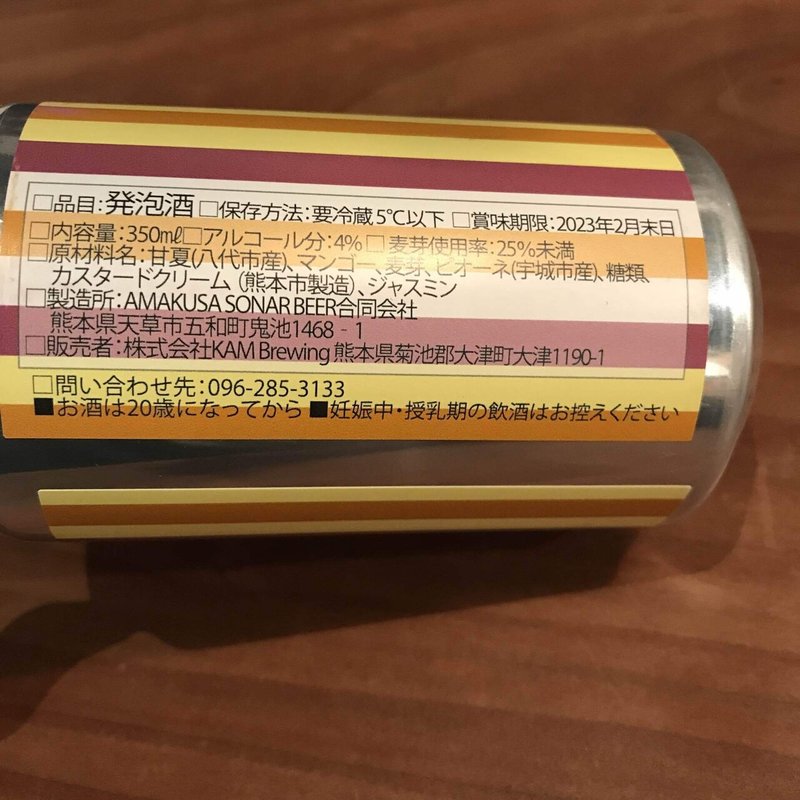 □品目:発泡酒 □保存方法:要冷蔵5℃以下 □賞味期限:2023年2月末日
□内容量:350㎖□アルコール分:4% □麦芽使用率:25%未満
□原材料名:甘夏(八代市産)、マンゴー、麦芽、ピオーネ(宇城市産)、糖類、
カスタードクリーム(熊本市製造)、ジャスミン
□製造所:AMAKUSA SONAR BEER合同会社
熊本県天草市五和町鬼池1468‐1
□販売者:株式会社KAM Brewing 熊本県菊池郡大津町大津1190-1
□問い合わせ先:096-285-3133
■お酒は20歳になってから ■妊娠中・授乳期の飲酒はお控えください